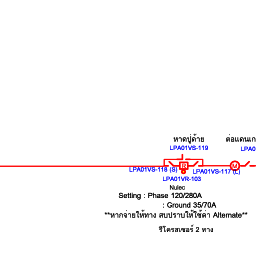 หาดปู่ด้าย
ต่อแดนเก
LPA01VS-119
LPA0
R
M
LPA01VS-118 (S)
LPA01VS-117 (L)
LPA01VR-103
Nulec
Setting : Phase 120/280A
: Ground 35/70A
**หากจ่ายให้ทาง สบปราบให้ใช้ค่า Alternate**
รีโครสเซอร์ 2 ทาง